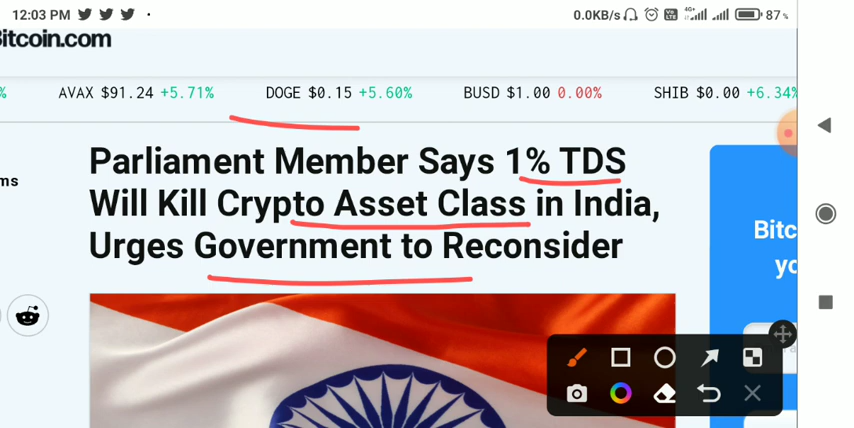 12:03 PM
0.0KB/s 4G+ 87%
itcoin.com
% AVAX $91.24 +5.71% DOGE $0.15 +5.60% BUSD $1.00 0.00% SHIB $0.00 +6.34%
Parliament Member Says 1% TDS
ms
Will Kill Crypto Asset Class in India,
Urges Government to Reconsider
Bitc
yo